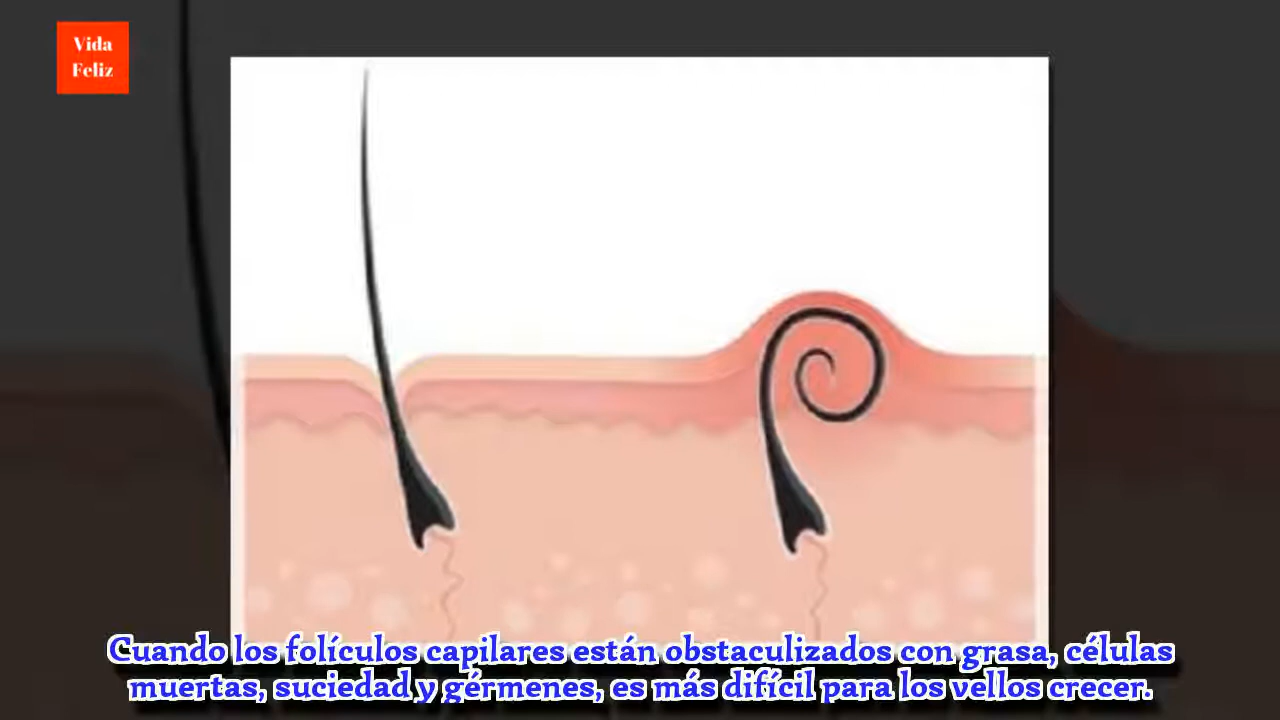 Vida
Feliz
Cuando los folículos capilares están obstaculizados con grasa, células
muertas, suciedad y gérmenes, es más difícil para los vellos crecer.